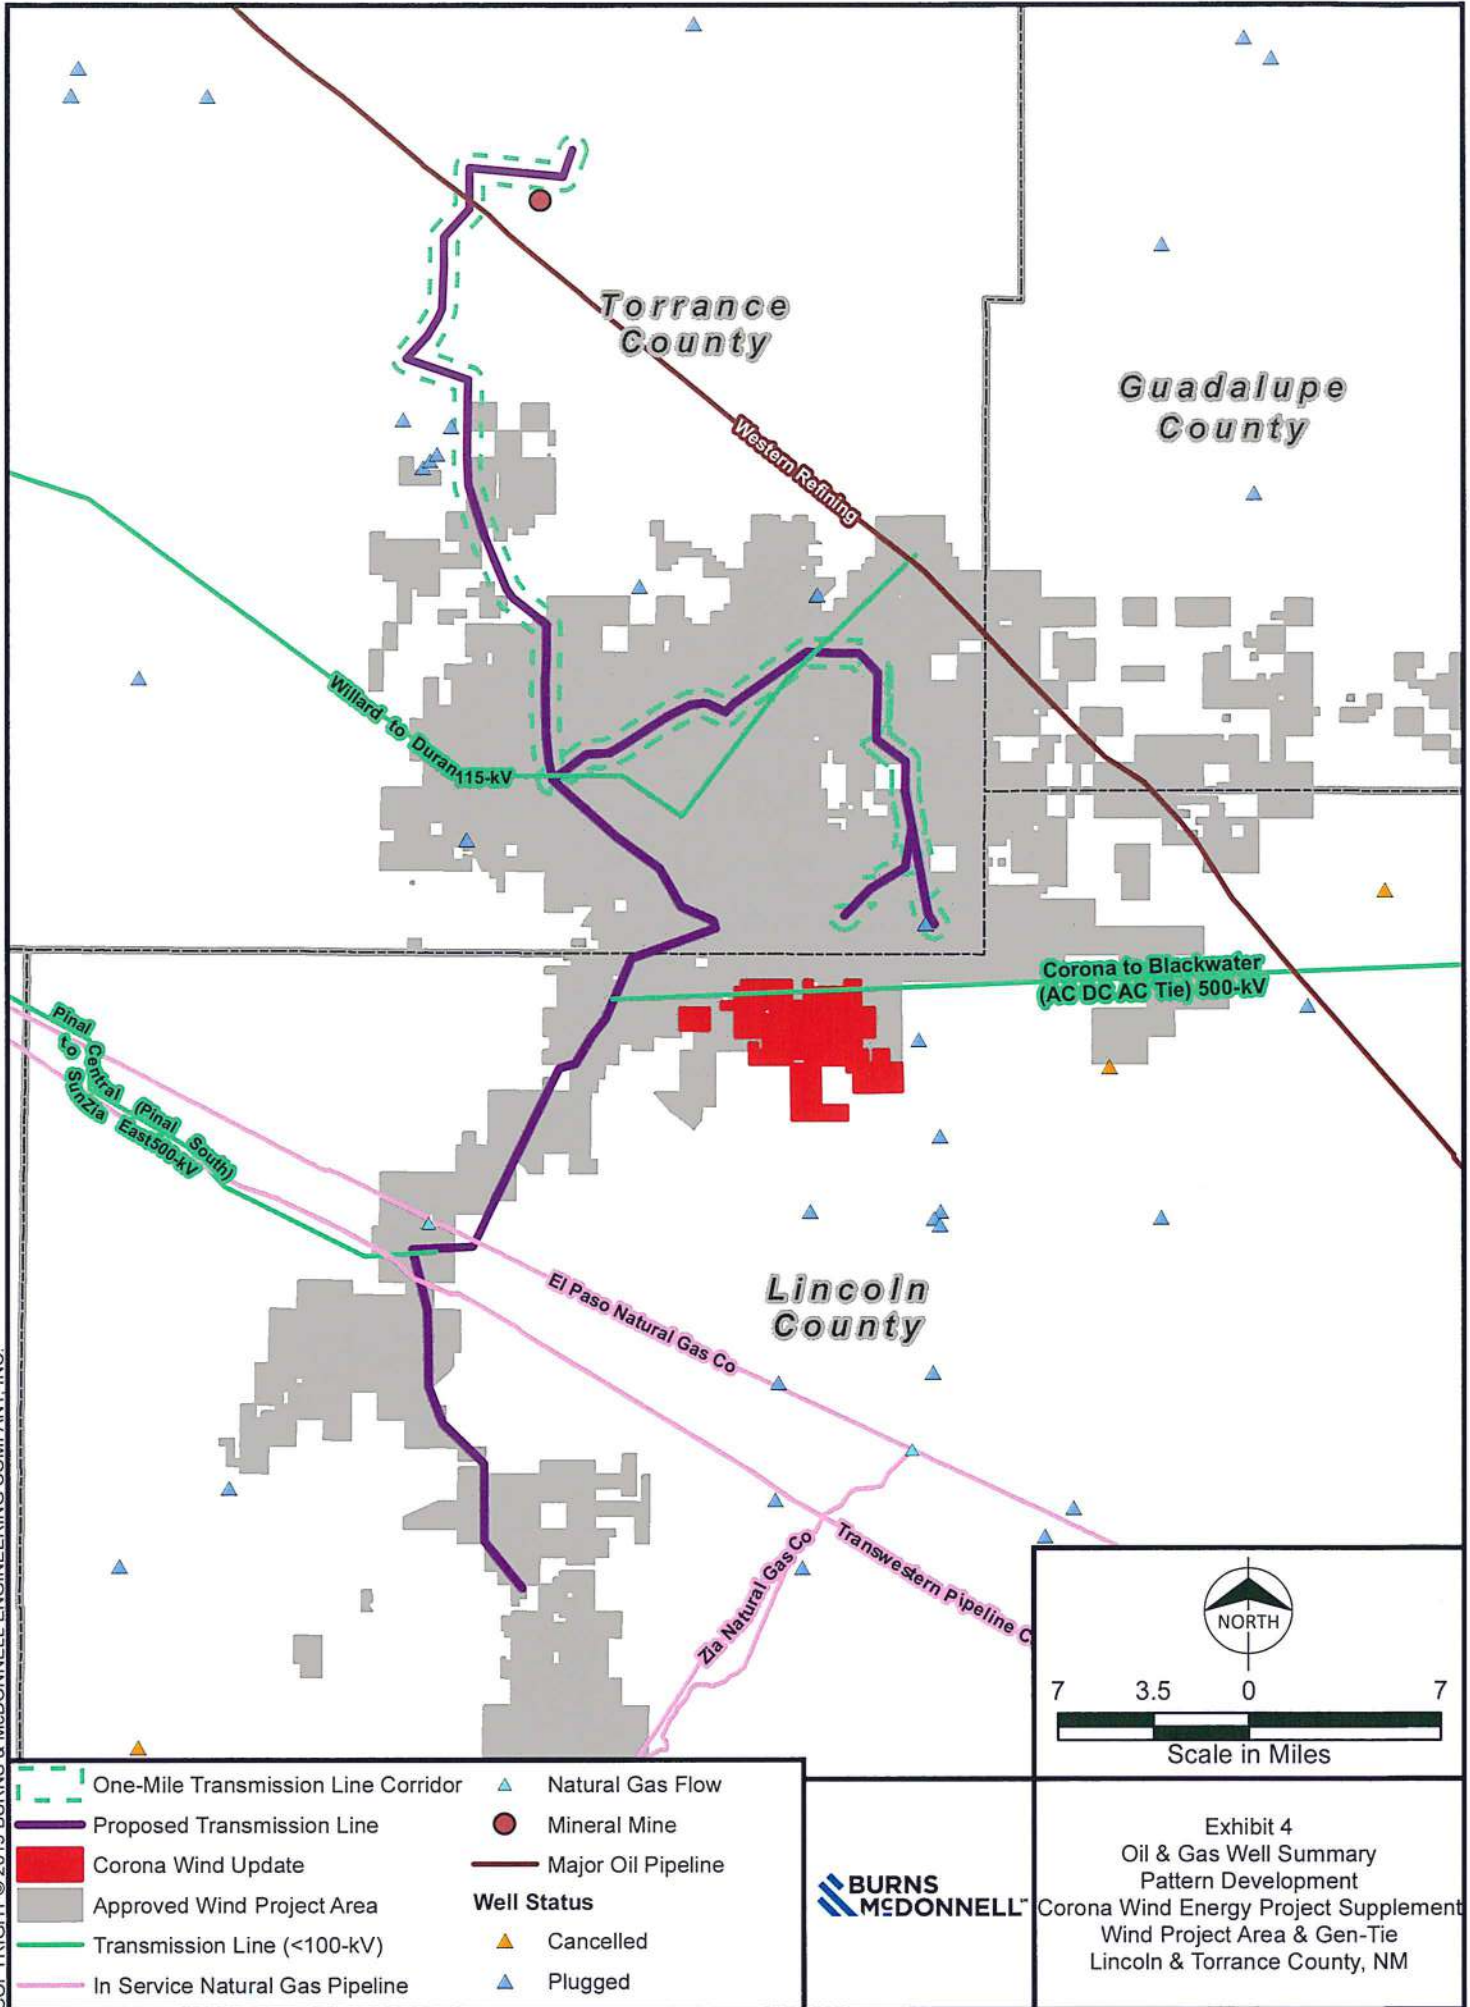 Torrance
County
Guadalupe
County
Western Refining
Willard to Duran 115-kV
Corona to Blackwater
(AC DC AC Tie) 500-kV
Pinal Central (Pinal South)
to SunZia East500-kV
El Paso Natural Gas Co
Lincoln
County
Zia Natural Gas Co
Transwestern Pipeline C
NORTH
7 3.5 0 7
Scale in Miles
One-Mile Transmission Line Corridor
Proposed Transmission Line
Corona Wind Update
Approved Wind Project Area
Transmission Line (<100-kV)
In Service Natural Gas Pipeline
Natural Gas Flow
Mineral Mine
Major Oil Pipeline
Well Status
Cancelled
Plugged
BURNS
McDONNELL
Exhibit 4
Oil & Gas Well Summary
Pattern Development
Corona Wind Energy Project Supplement
Wind Project Area & Gen-Tie
Lincoln & Torrance County, NM